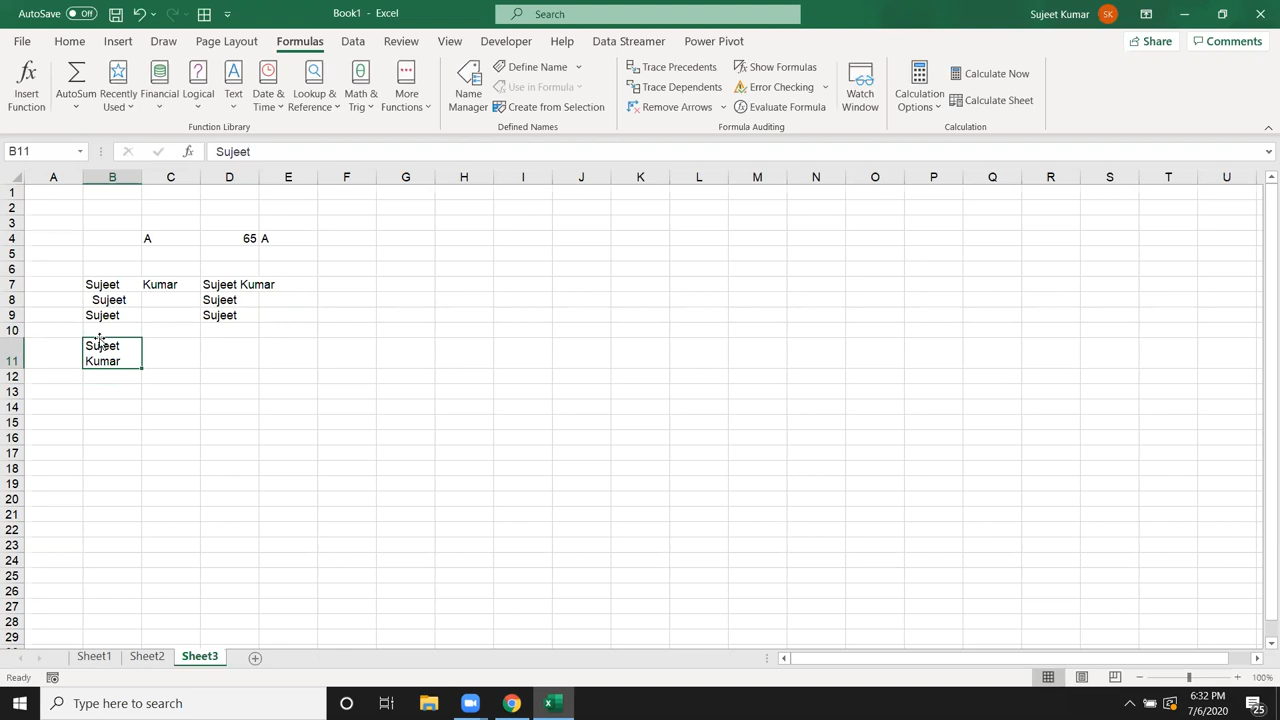 AutoSave Off Book1 - Excel Search Sujeet Kumar SK
File Home Insert Draw Page Layout Formulas Data Review View Developer Help Data Streamer Power Pivot Share Comments
Insert Function
AutoSum
Recently Used
Financial
Logical
Text
Date & Time
Lookup & Reference
Math & Trig
More Functions
Function Library
Name Manager
Define Name
Use in Formula
Create from Selection
Defined Names
Trace Precedents
Trace Dependents
Remove Arrows
Show Formulas
Error Checking
Evaluate Formula
Formula Auditing
Watch Window
Calculation Options
Calculate Now
Calculate Sheet
Calculation
B11 fx Sujeet
A B C D E F G H I J K L M N O P Q R S T U
1
2
3
4 A 65 A
5
6
7 Sujeet Kumar Sujeet Kumar
8 Sujeet Sujeet
9 Sujeet Sujeet
10
Sujeet
11 Kumar
12
13
14
15
16
17
18
19
20
21
22
23
24
25
26
27
28
29
Sheet1 Sheet2 Sheet3
Ready 100%
Type here to search
6:32 PM
7/6/2020
25